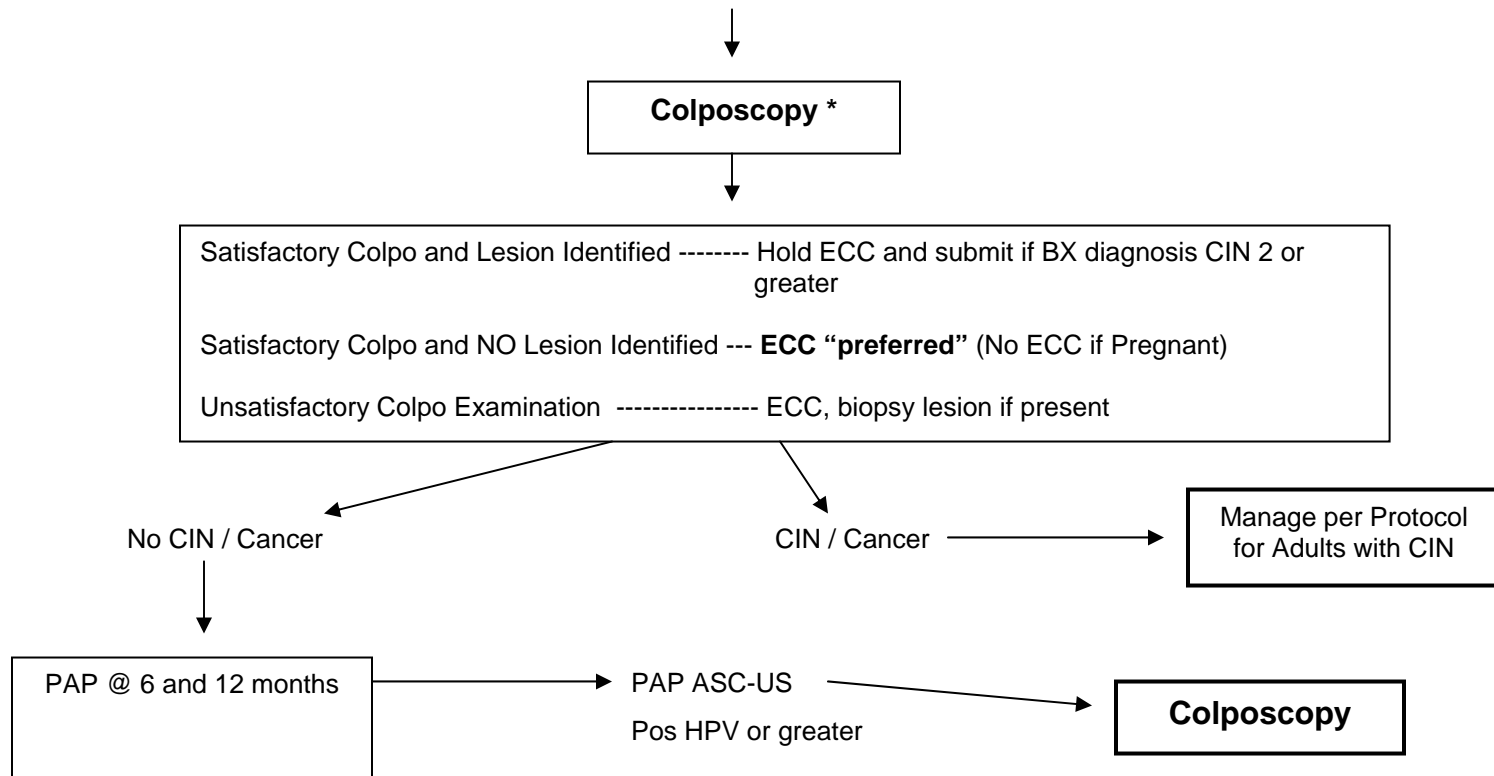 Colposcopy *
Satisfactory Colpo and Lesion Identified -------- Hold ECC and submit if BX diagnosis CIN 2 or
greater
Satisfactory Colpo and NO Lesion Identified --- ECC “preferred” (No ECC if Pregnant)
Unsatisfactory Colpo Examination ---------------- ECC, biopsy lesion if present
No CIN / Cancer
CIN / Cancer
Manage per Protocol
for Adults with CIN
PAP @ 6 and 12 months
PAP ASC-US
Pos HPV or greater
Colposcopy